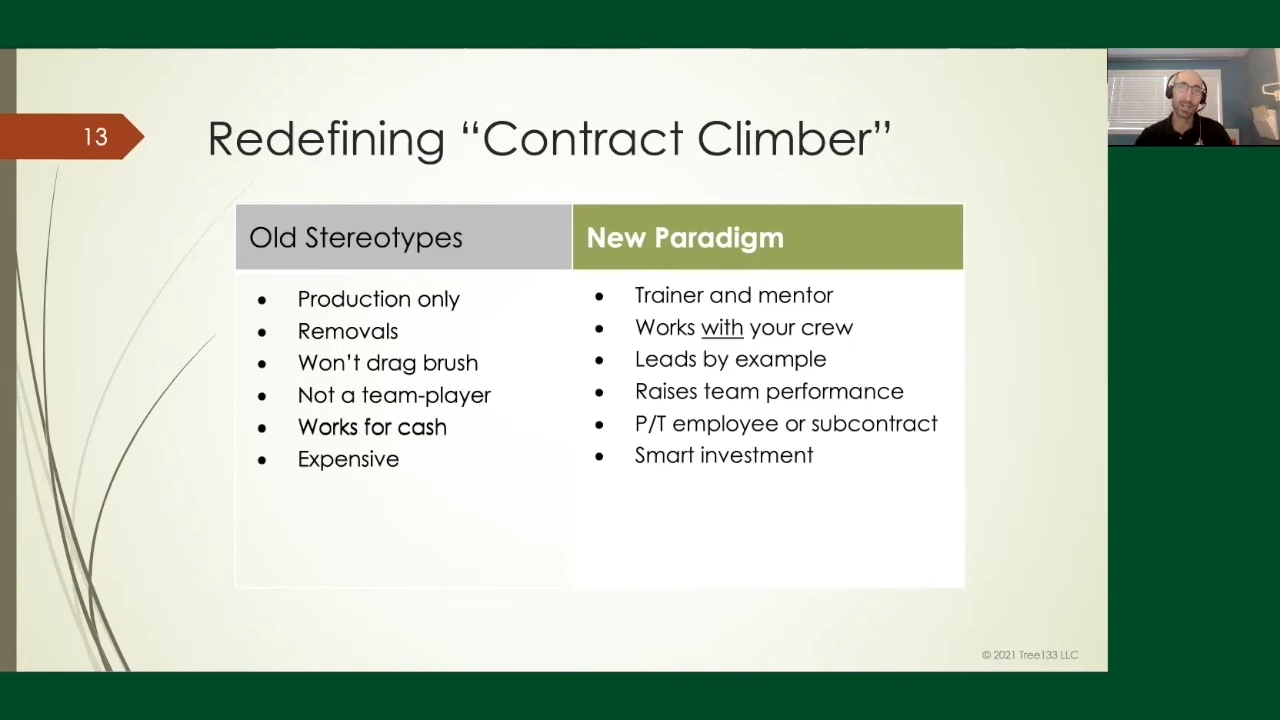 13
Redefining “Contract Climber”
Old Stereotypes
New Paradigm
• Production only
• Removals
• Won’t drag brush
• Not a team-player
• Works for cash
• Expensive
• Trainer and mentor
• Works with your crew
• Leads by example
• Raises team performance
• P/T employee or subcontract
• Smart investment
© 2021 Tree133 LLC